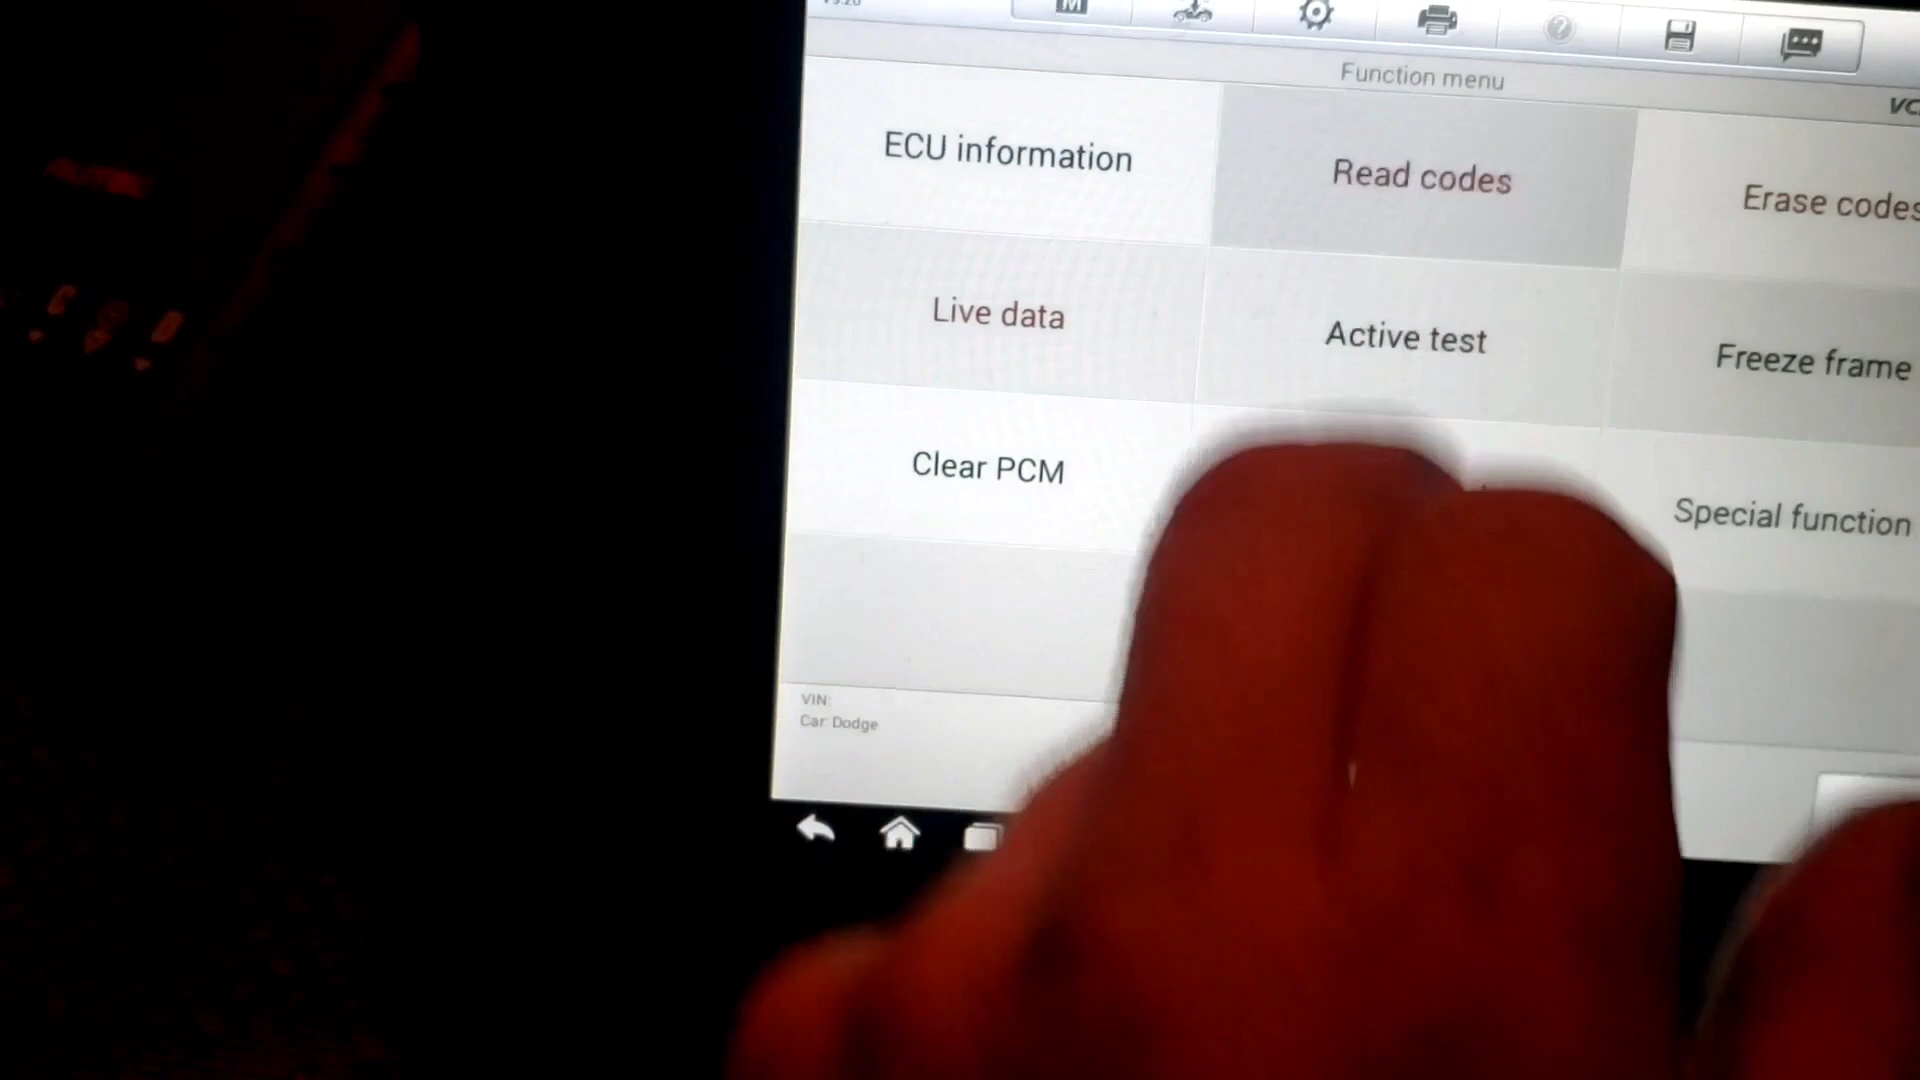 M
Function menu
VC
ECU information
Read codes
Erase codes
Live data
Active test
Freeze frame
Clear PCM
Special function
VIN:
Car: Dodge